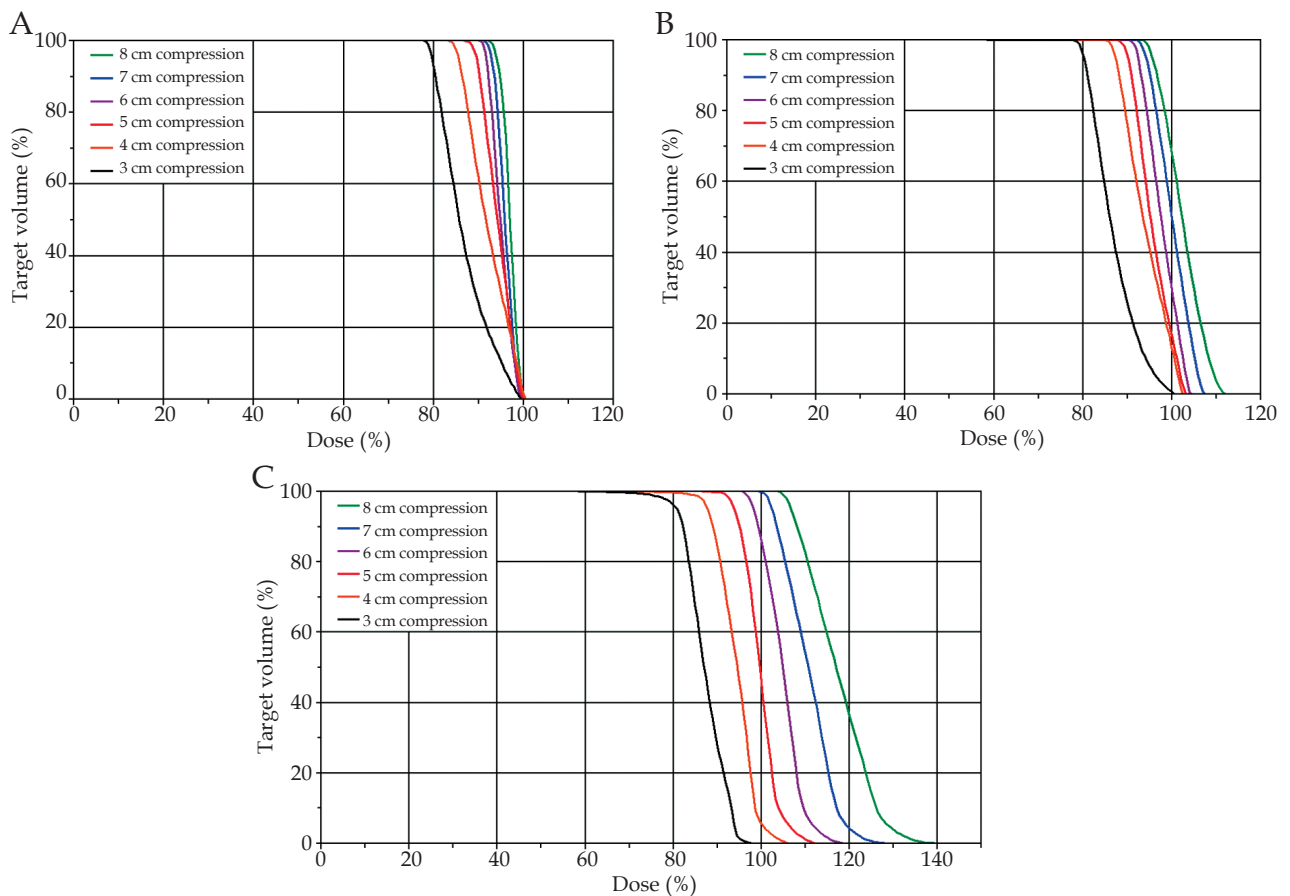 A
Target volume (%)
100
80
60
40
20
0
8 cm compression
7 cm compression
6 cm compression
5 cm compression
4 cm compression
3 cm compression
0 20 40 60 80 100 120
Dose (%)
B
Target volume (%)
100
80
60
40
20
0
8 cm compression
7 cm compression
6 cm compression
5 cm compression
4 cm compression
3 cm compression
0 20 40 60 80 100 120
Dose (%)
C
Target volume (%)
100
80
60
40
20
0
8 cm compression
7 cm compression
6 cm compression
5 cm compression
4 cm compression
3 cm compression
0 20 40 60 80 100 120 140
Dose (%)